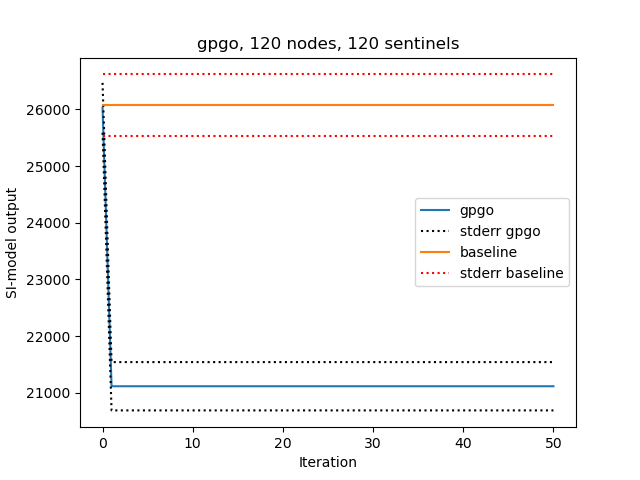 gpgo, 120 nodes, 120 sentinels
26000
25000
24000
23000
22000
21000
SI-model output
gpgo
stderr gpgo
baseline
stderr baseline
0 10 20 30 40 50
Iteration